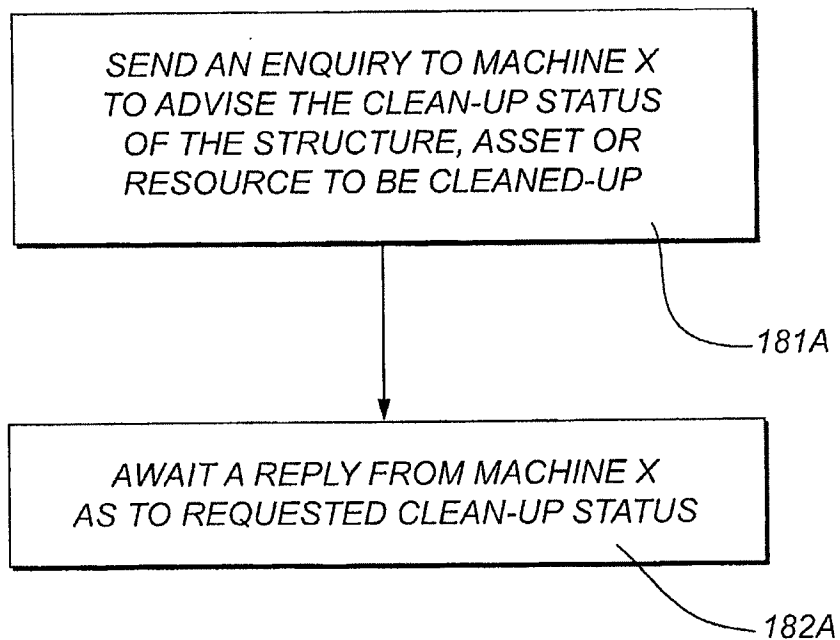 SEND AN ENQUIRY TO MACHINE X
TO ADVISE THE CLEAN-UP STATUS
OF THE STRUCTURE, ASSET OR
RESOURCE TO BE CLEANED-UP
181A
AWAIT A REPLY FROM MACHINE X
AS TO REQUESTED CLEAN-UP STATUS
182A